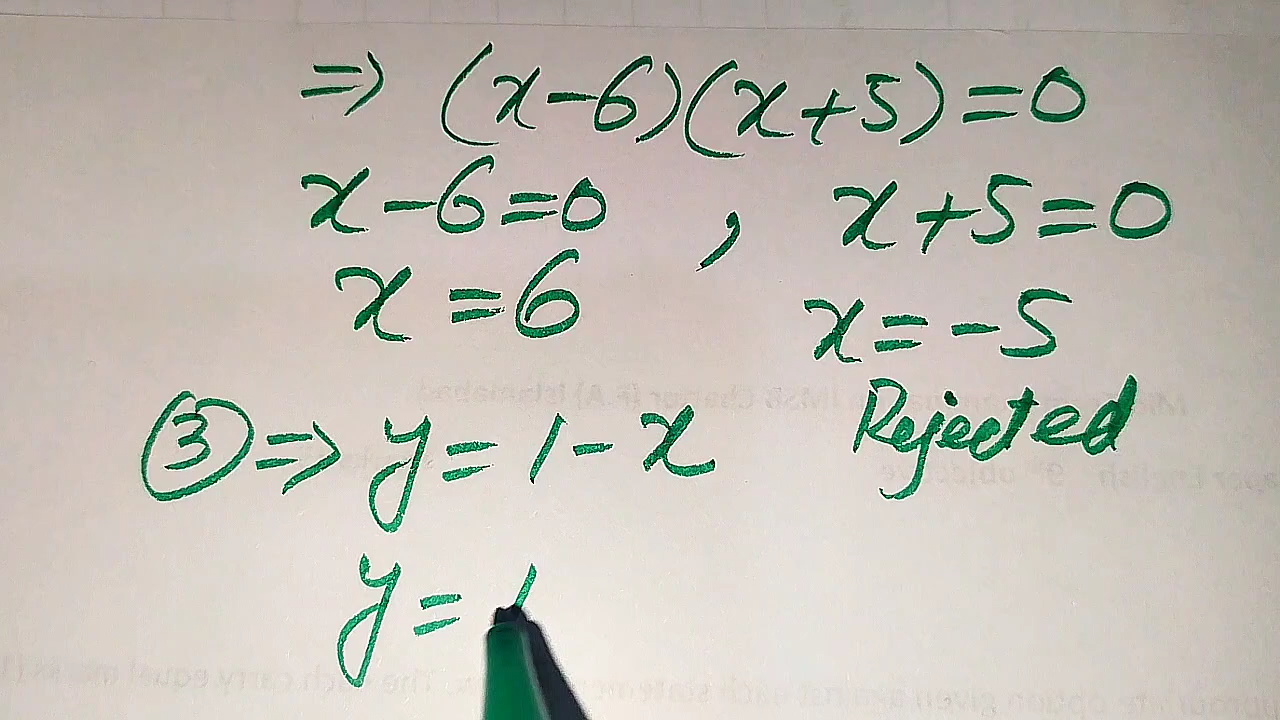 => (x-6)(x+5)=0
x-6=0 , x+5=0
x=6 x=-5
Rejected
③=> y=1-x
y=1